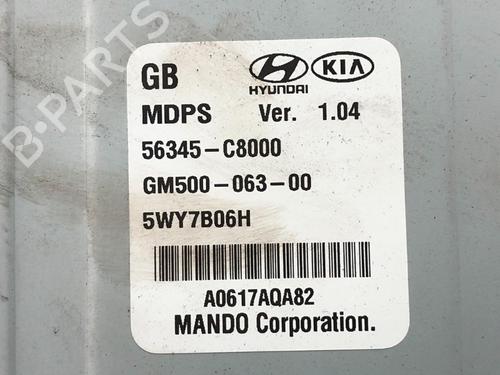 B-PARTS
GB HYUNDAI KIA
MDPS Ver. 1.04
56345-C8000
GM500-063-00
5WY7B06H
A0617AQA82
MANDO Corporation.